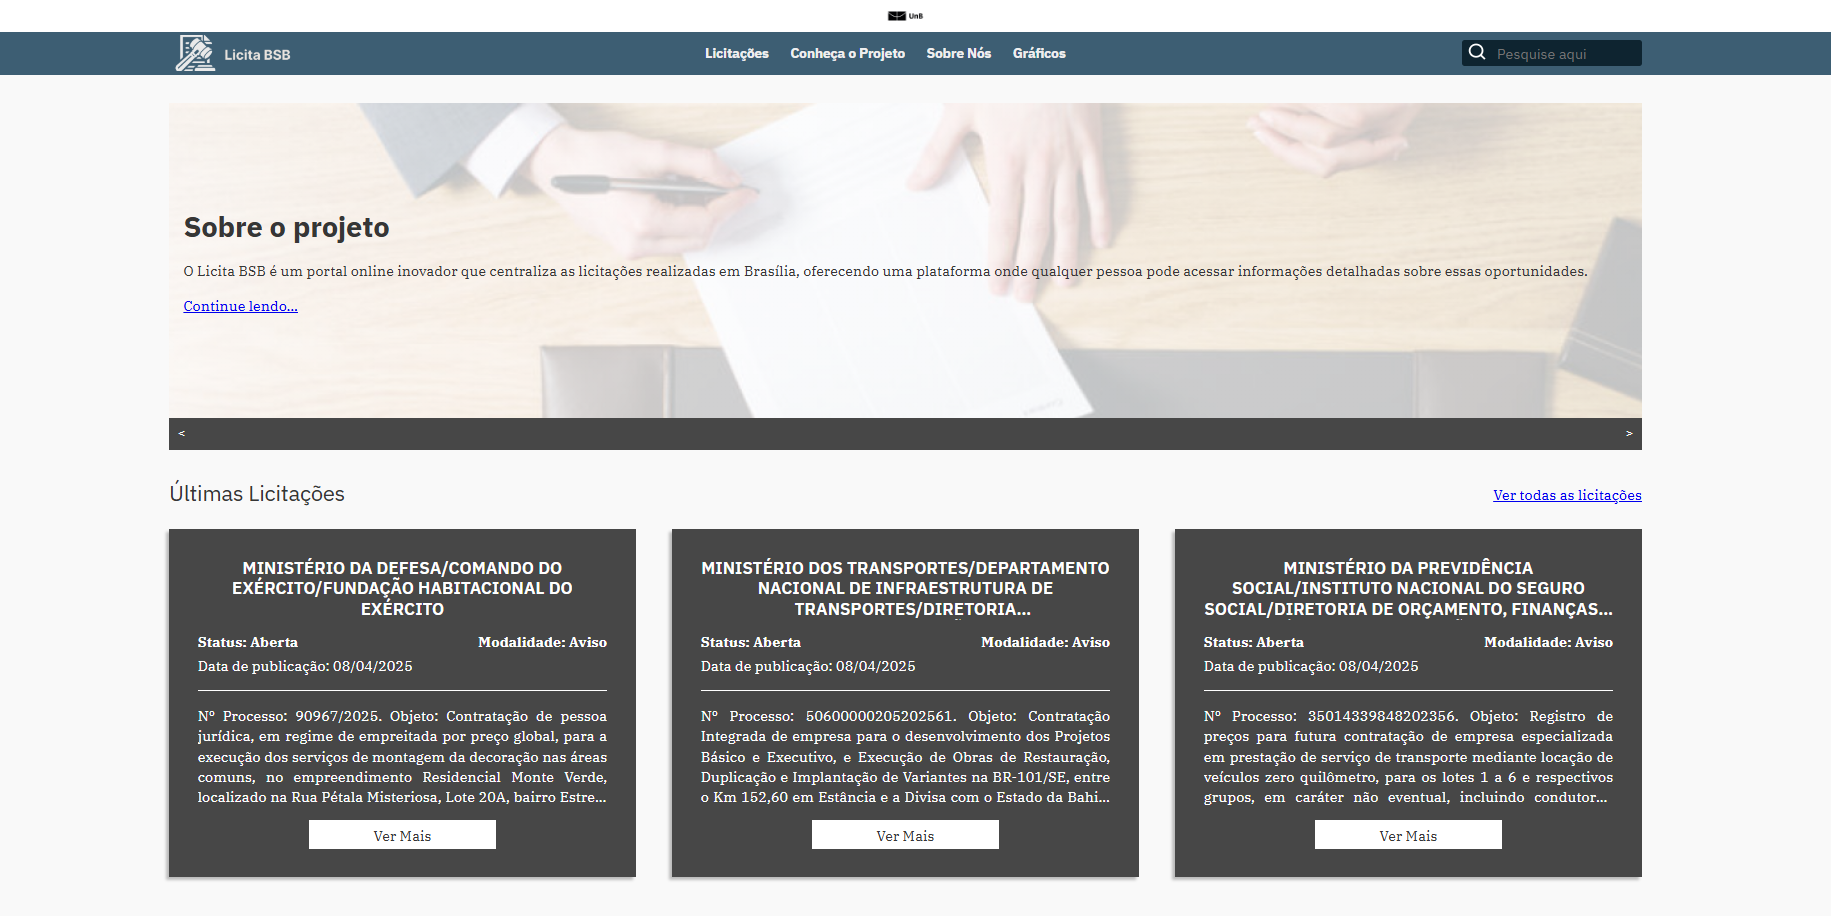 UnB
Licita BSB
Licitações
Conheça o Projeto
Sobre Nós
Gráficos
Pesquise aqui
Sobre o projeto
O Licita BSB é um portal online inovador que centraliza as licitações realizadas em Brasília, oferecendo uma plataforma onde qualquer pessoa pode acessar informações detalhadas sobre essas oportunidades.
Continue lendo...
<
>
Últimas Licitações
Ver todas as licitações
MINISTÉRIO DA DEFESA/COMANDO DO
EXÉRCITO/FUNDAÇÃO HABITACIONAL DO
EXÉRCITO
Status: Aberta
Modalidade: Aviso
Data de publicação: 08/04/2025
Nº Processo: 90967/2025. Objeto: Contratação de pessoa
jurídica, em regime de empreitada por preço global, para a
execução dos serviços de montagem da decoração nas áreas
comuns, no empreendimento Residencial Monte Verde,
localizado na Rua Pétala Misteriosa, Lote 20A, bairro Estre...
Ver Mais
MINISTÉRIO DOS TRANSPORTES/DEPARTAMENTO
NACIONAL DE INFRAESTRUTURA DE
TRANSPORTES/DIRETORIA...
Status: Aberta
Modalidade: Aviso
Data de publicação: 08/04/2025
Nº Processo: 50600000205202561. Objeto: Contratação
Integrada de empresa para o desenvolvimento dos Projetos
Básico e Executivo, e Execução de Obras de Restauração,
Duplicação e Implantação de Variantes na BR-101/SE, entre
o Km 152,60 em Estância e a Divisa com o Estado da Bahi...
Ver Mais
MINISTÉRIO DA PREVIDÊNCIA
SOCIAL/INSTITUTO NACIONAL DO SEGURO
SOCIAL/DIRETORIA DE ORÇAMENTO, FINANÇAS...
Status: Aberta
Modalidade: Aviso
Data de publicação: 08/04/2025
Nº Processo: 35014339848202356. Objeto: Registro de
preços para futura contratação de empresa especializada
em prestação de serviço de transporte mediante locação de
veículos zero quilômetro, para os lotes 1 a 6 e respectivos
grupos, em caráter não eventual, incluindo condutor...
Ver Mais